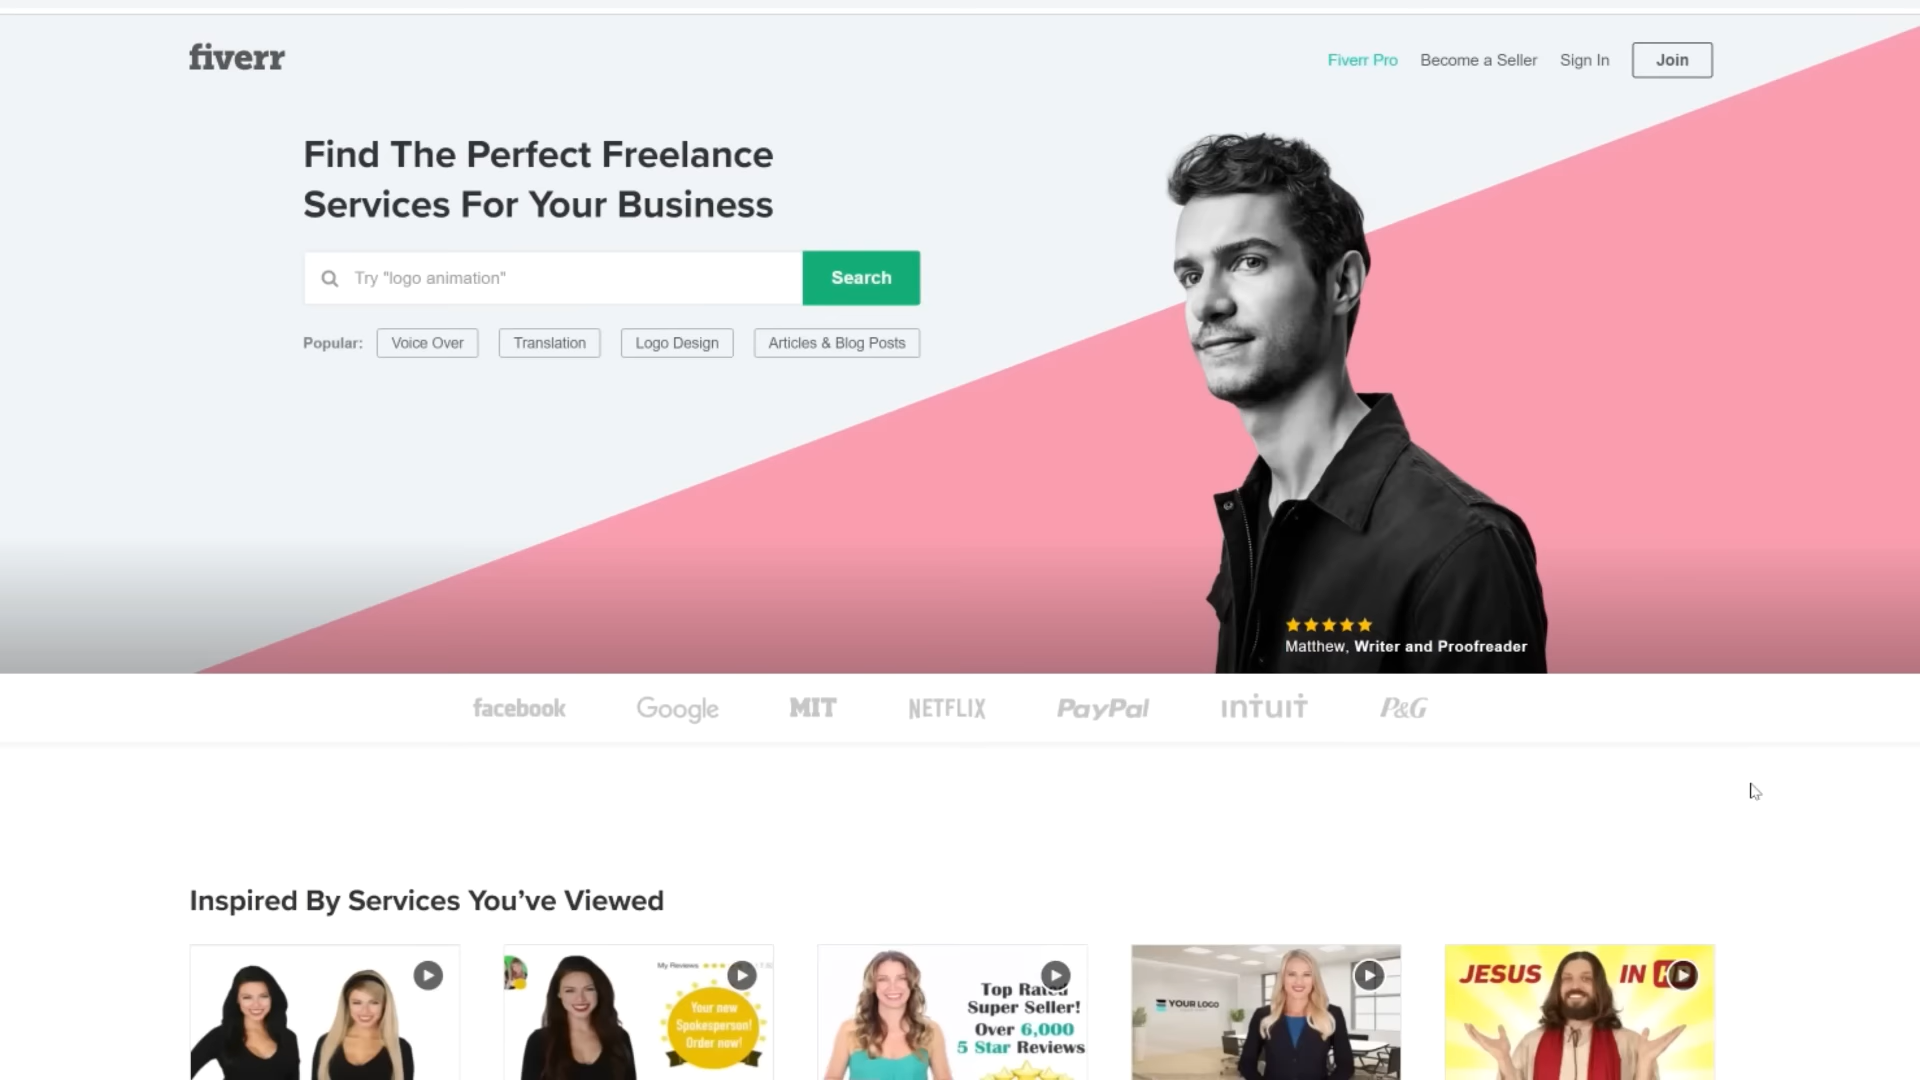 fiverr
Fiverr Pro Become a Seller Sign In Join
Find The Perfect Freelance
Services For Your Business
Try "logo animation" Search
Popular: Voice Over Translation Logo Design Articles & Blog Posts
Matthew, Writer and Proofreader
facebook Google MIT NETFLIX PayPal intuit P&G
Inspired By Services You've Viewed
My Reviews
Your new
Spokesperson!
Order now!
Top Rated
Super Seller!
Over 6,000
5 Star Reviews
YOUR LOGO
JESUS IN